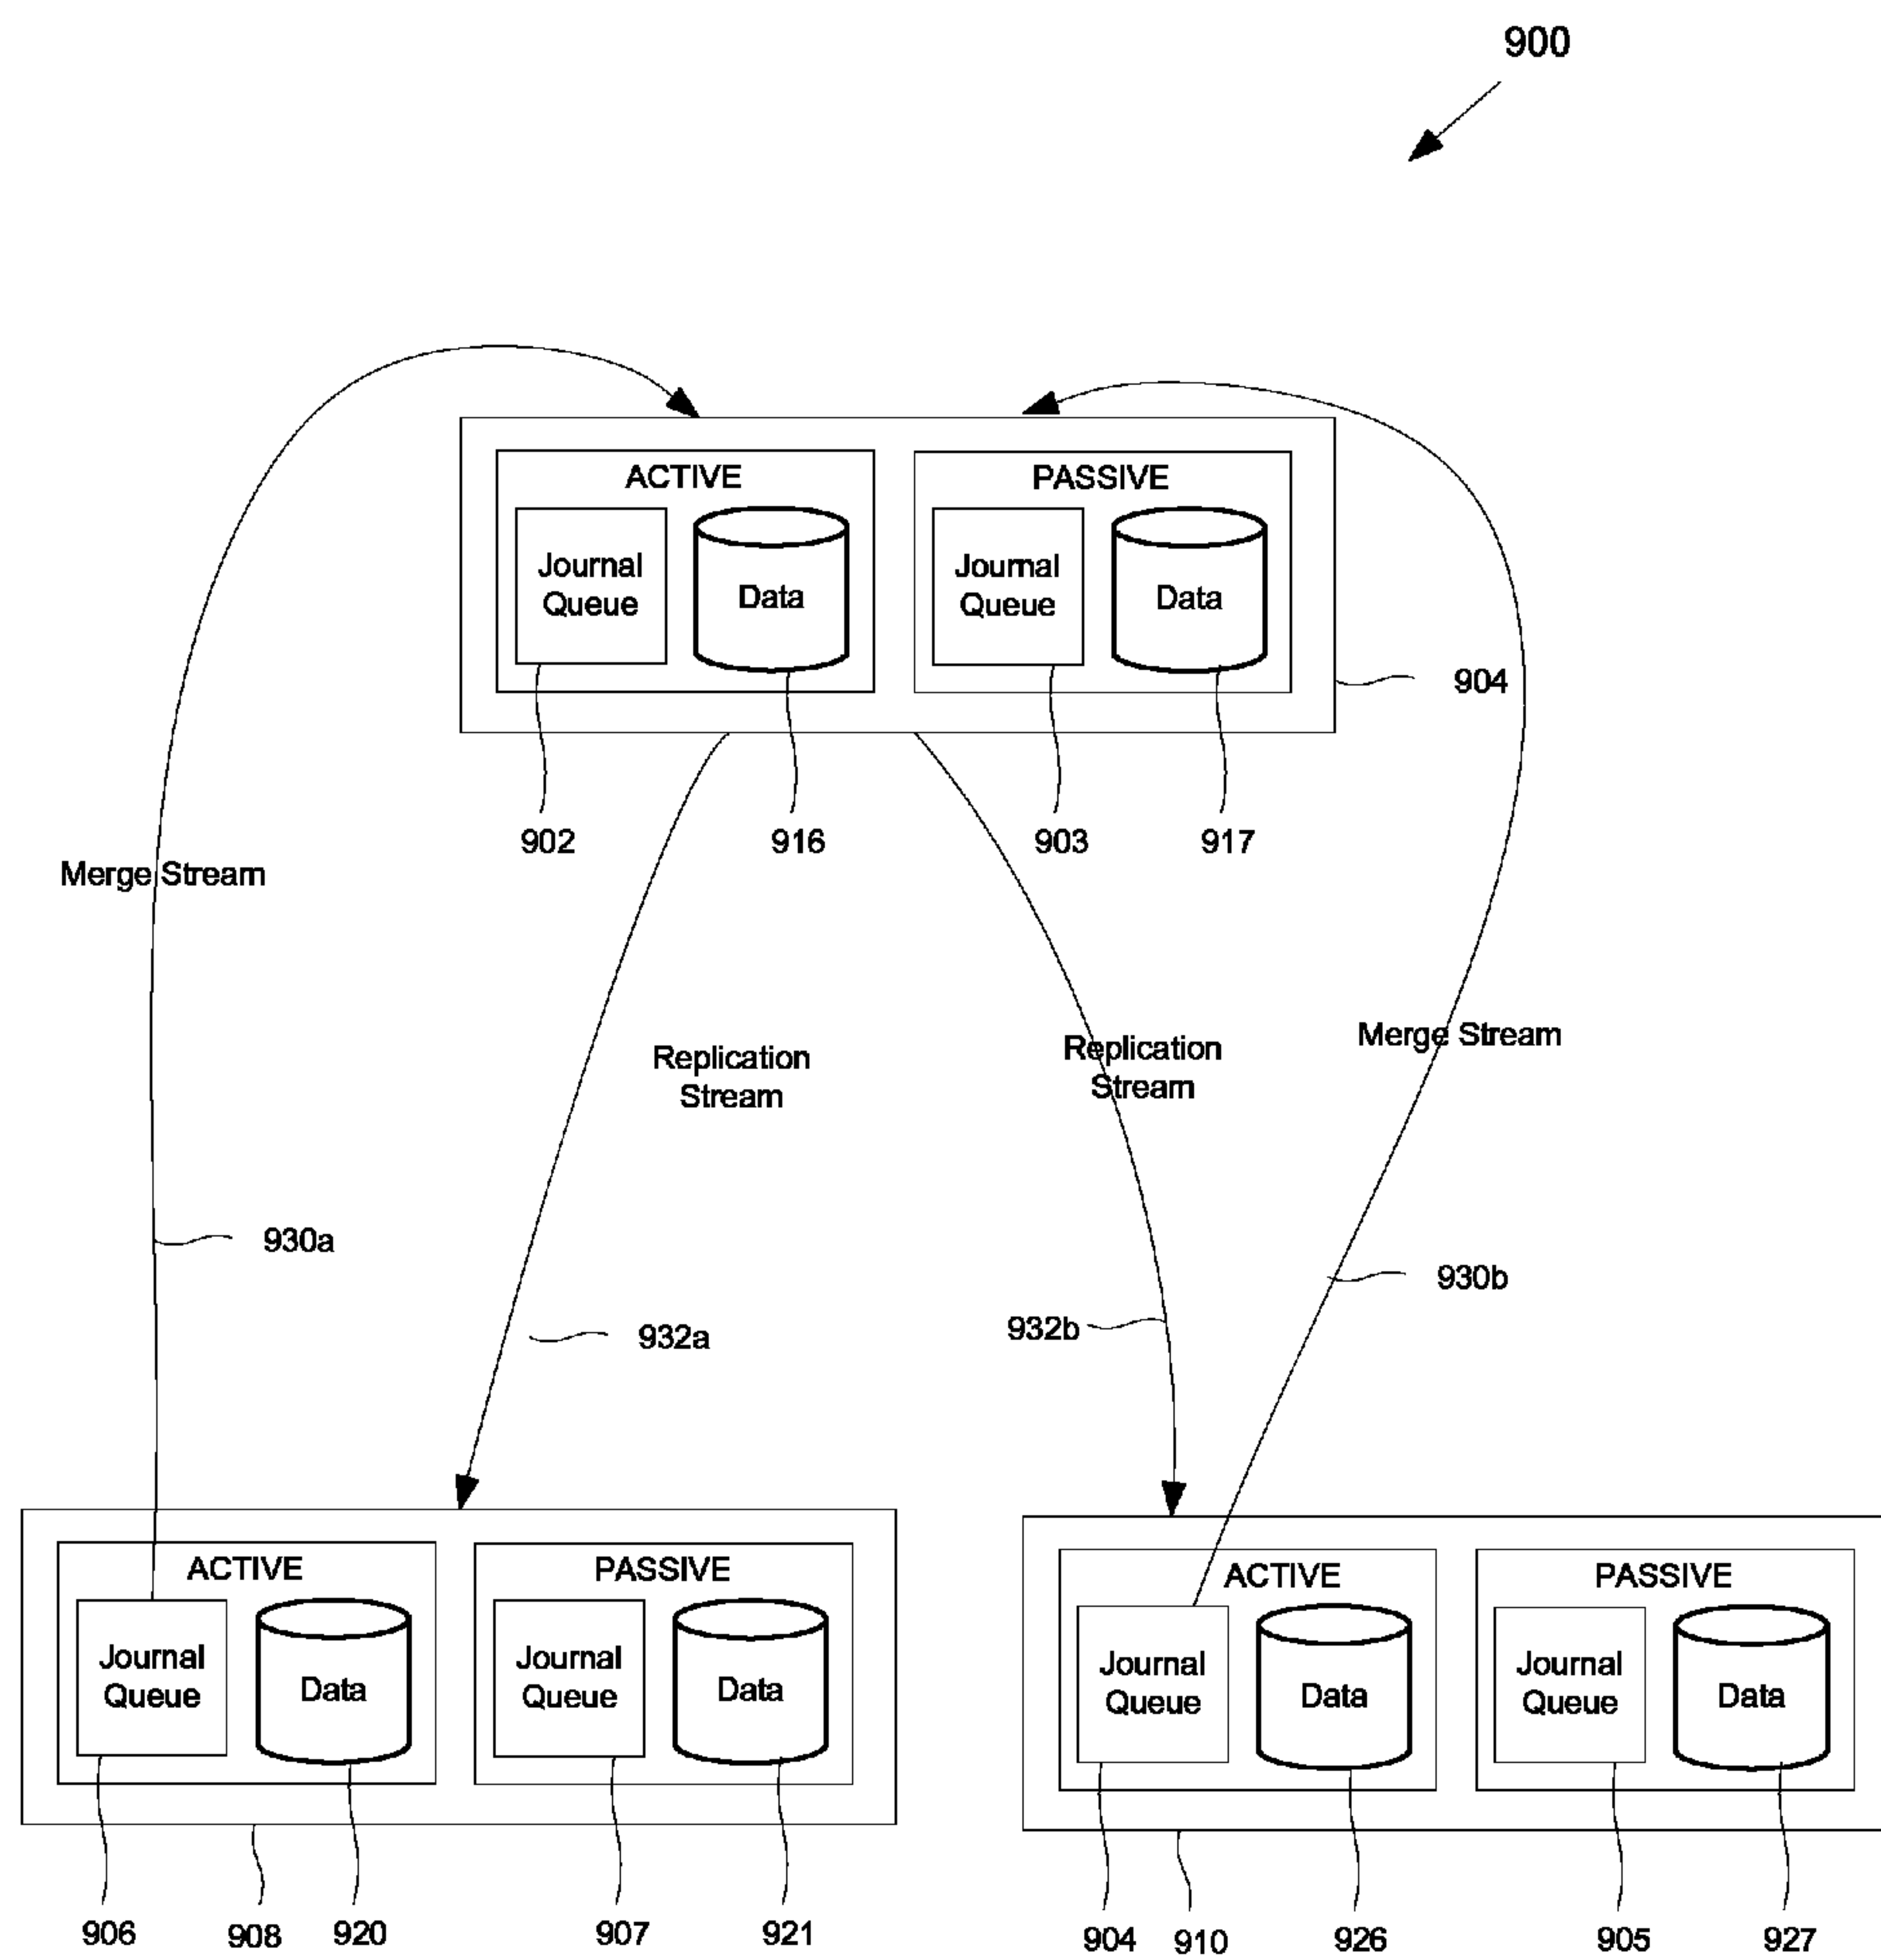 900
ACTIVE
PASSIVE
Journal
Queue
Data
Journal
Queue
Data
904
902
916
903
917
Merge Stream
Replication
Stream
Replication
Stream
Merge Stream
930a
930b
932a
932b
ACTIVE
PASSIVE
Journal
Queue
Data
Journal
Queue
Data
ACTIVE
PASSIVE
Journal
Queue
Data
Journal
Queue
Data
906
908
920
907
921
904
910
926
905
927